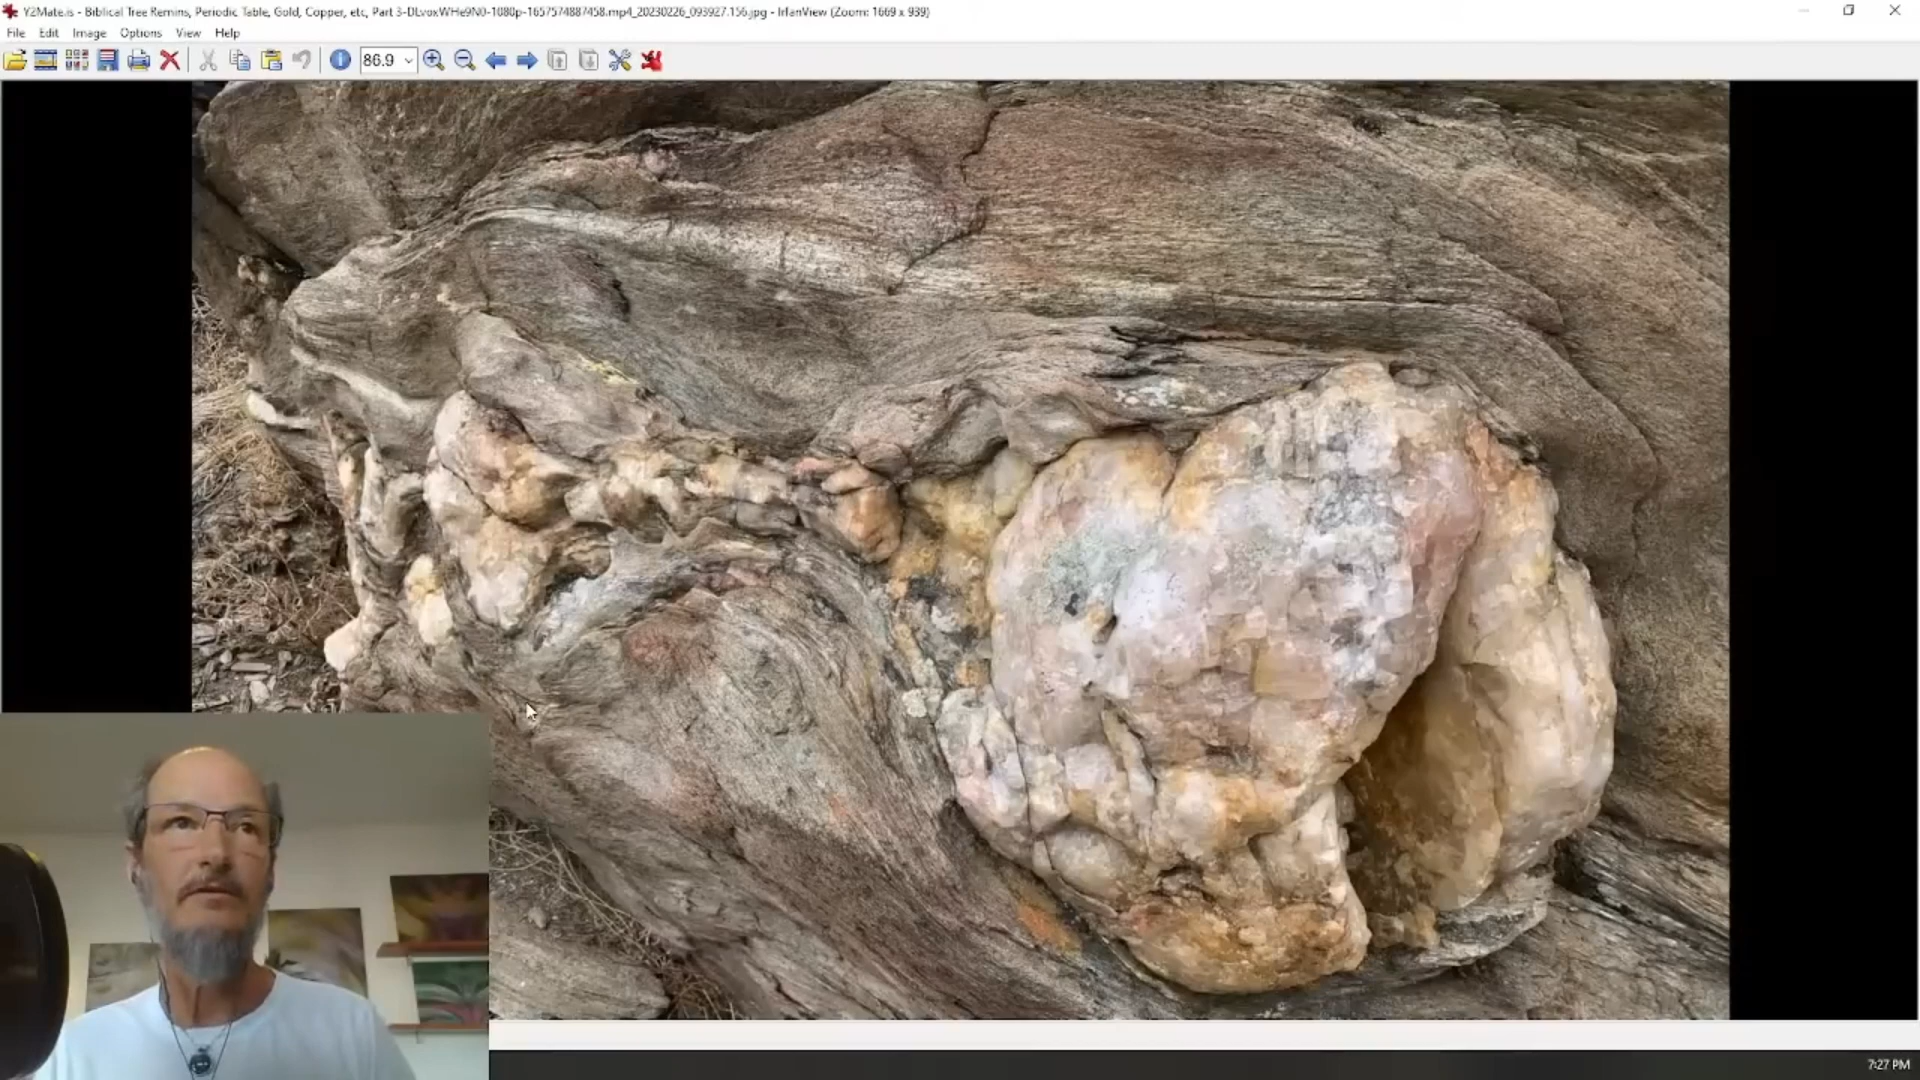 Y2Mate.is - Biblical Tree Remins, Periodic Table, Gold, Copper, etc, Part 3-DLvoxWHe9N0-1080p-1657574887458.mp4_20230226_093927.156.jpg - IrfanView (Zoom: 1669 x 939)
File Edit Image Options View Help
86.9
7:27 PM